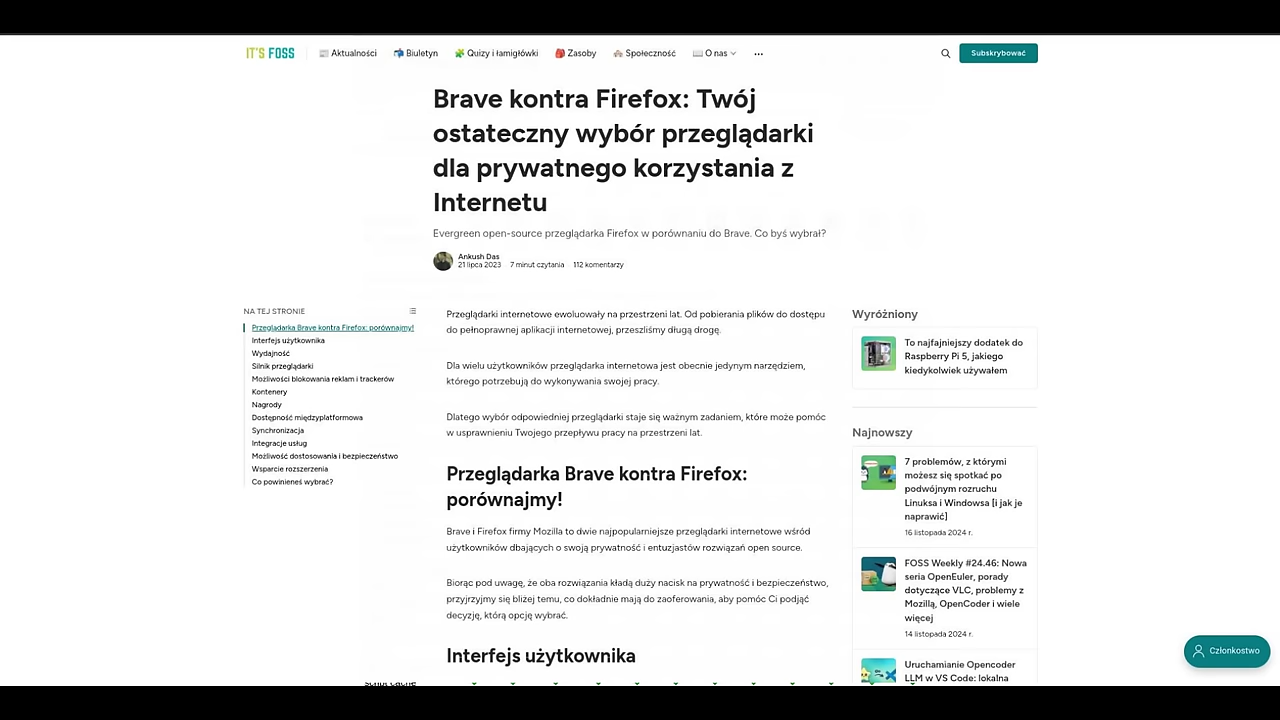 IT'S FOSS
Aktualności
Biuletyn
Quizy i łamigłówki
Zasoby
Społeczność
O nas
Subskrybować
Brave kontra Firefox: Twój
ostateczny wybór przeglądarki
dla prywatnego korzystania z
Internetu
Evergreen open-source przeglądarka Firefox w porównaniu do Brave. Co byś wybrał?
Ankush Das
21 lipca 2023 7 minut czytania · 112 komentarzy
NA TEJ STRONIE
Przeglądarka Brave kontra Firefox: porównajmy!
Interfejs użytkownika
Wydajność
Silnik przeglądarki
Możliwości blokowania reklam i trackerów
Kontenery
Nagrody
Dostępność międzyplatformowa
Synchronizacja
Integracje usług
Możliwość dostosowania i bezpieczeństwo
Wsparcie rozszerzenia
Co powinieneś wybrać?
Przeglądarki internetowe ewoluowały na przestrzeni lat. Od pobierania plików do dostępu
do pełnoprawnej aplikacji internetowej, przeszliśmy długą drogę.
Dla wielu użytkowników przeglądarka internetowa jest obecnie jedynym narzędziem,
którego potrzebują do wykonywania swojej pracy.
Dlatego wybór odpowiedniej przeglądarki staje się ważnym zadaniem, które może pomóc
w usprawnieniu Twojego przepływu pracy na przestrzeni lat.
Przeglądarka Brave kontra Firefox:
porównajmy!
Brave i Firefox firmy Mozilla to dwie najpopularniejsze przeglądarki internetowe wśród
użytkowników dbających o swoją prywatność i entuzjastów rozwiązań open source.
Biorąc pod uwagę, że oba rozwiązania kładą duży nacisk na prywatność i bezpieczeństwo,
przyjrzyjmy się bliżej temu, co dokładnie mają do zaoferowania, aby pomóc Ci podjąć
decyzję, którą opcję wybrać.
Interfejs użytkownika
Wyróżniony
To najfajniejszy dodatek do
Raspberry Pi 5, jakiego
kiedykolwiek używałem
Najnowszy
7 problemów, z którymi
możesz się spotkać po
podwójnym rozruchu
Linuksa i Windowsa [i jak je
naprawić]
16 listopada 2024 r.
FOSS Weekly #24.46: Nowa
seria OpenEuler, porady
dotyczące VLC, problemy z
Mozillą, OpenCoder i wiele
więcej
14 listopada 2024 r.
Uruchamianie Opencoder
LLM w VS Code: lokalna
Członkostwo